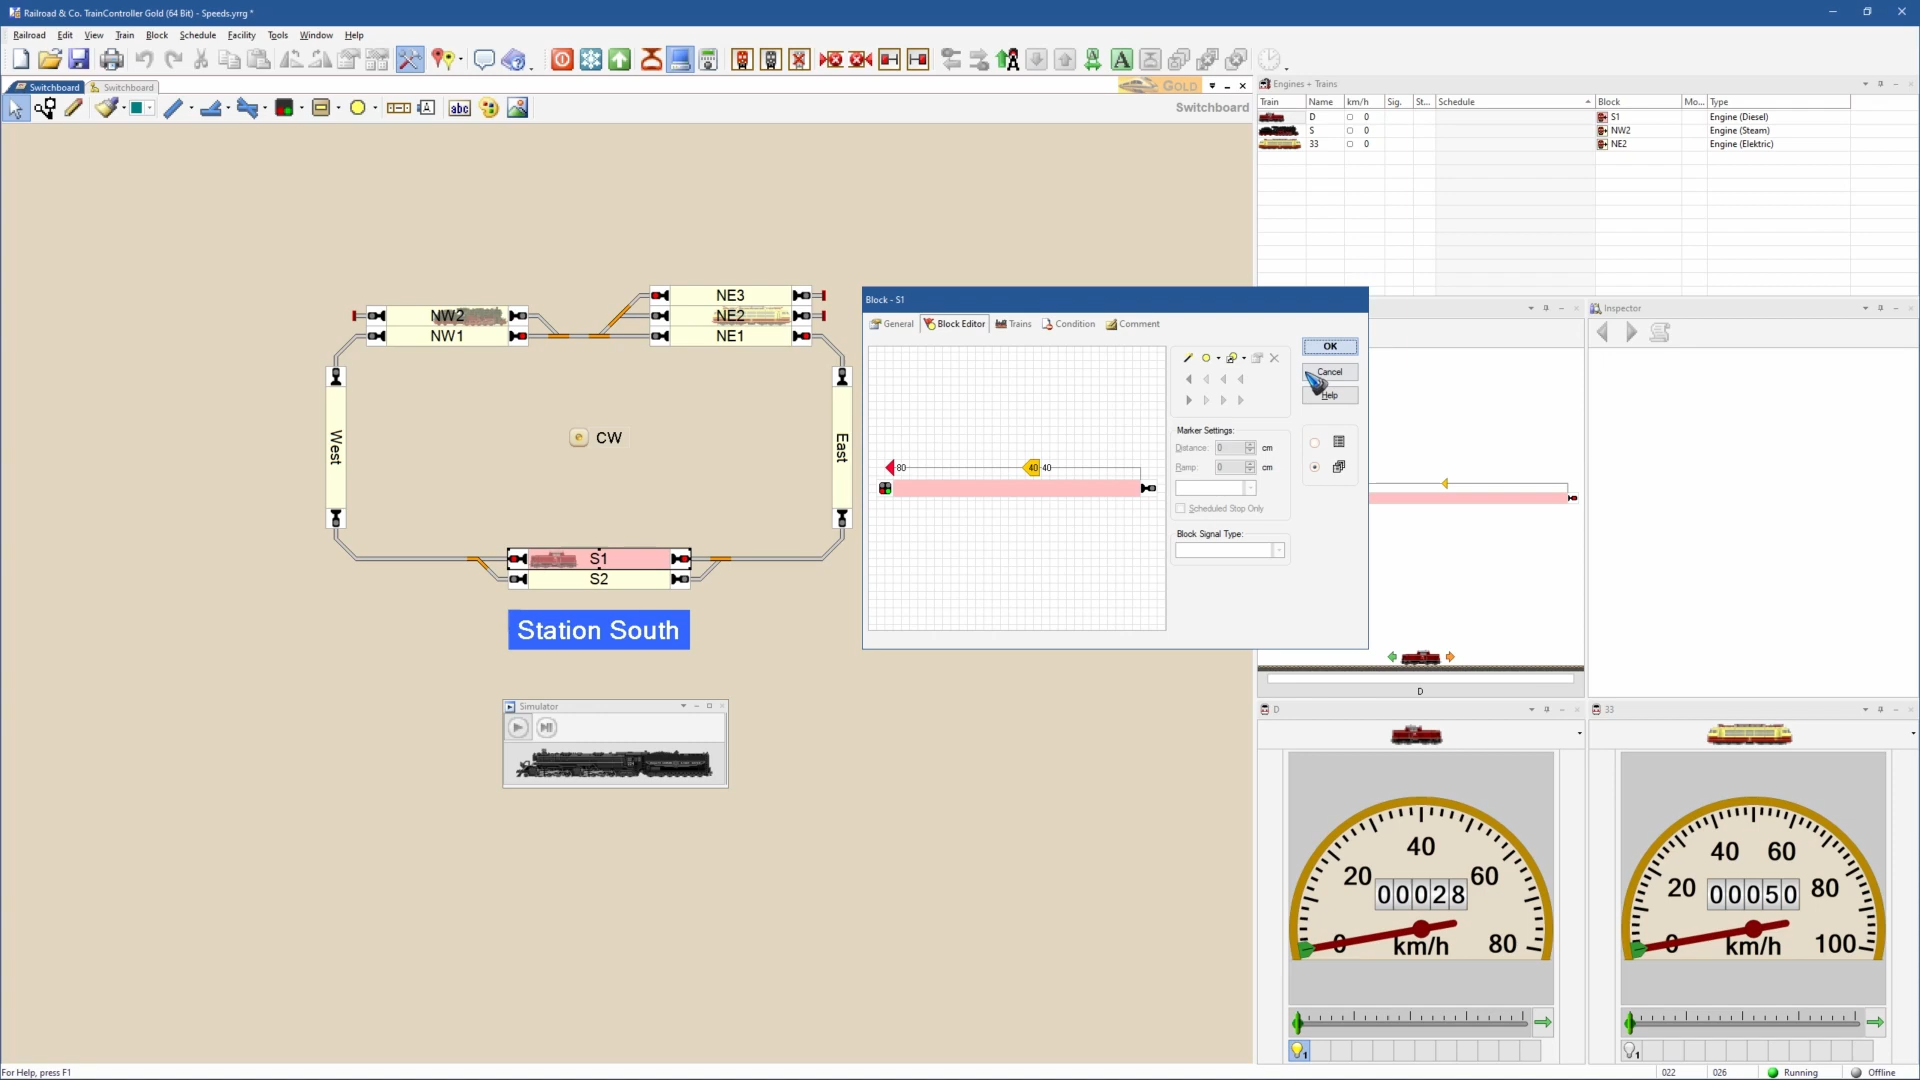 Railroad & Co. TrainController Gold (64 Bit) - Speeds.yrrg *
Railroad Edit View Train Block Schedule Facility Tools Window Help
Switchboard
Switchboard
GOLD
Switchboard
abc
Engines + Trains
Train Name km/h Sig. St... Schedule Block Mo... Type
D 0 S1 Engine (Diesel)
S 0 NW2 Engine (Steam)
33 0 NE2 Engine (Elektric)
NE3
NW2
NE2
NW1
NE1
West
East
CW
S1
S2
Station South
Simulator
Block - S1
General Block Editor Trains Condition Comment
OK
Cancel
Help
80
40 40
Marker Settings:
Distance: 0 cm
Ramp: 0 cm
Scheduled Stop Only
Block Signal Type:
Inspector
D
D
0 20 40 60 80
00028
km/h
1
33
0 20 40 60 80 100
00050
km/h
1
For Help, press F1
022 026 Running Offline